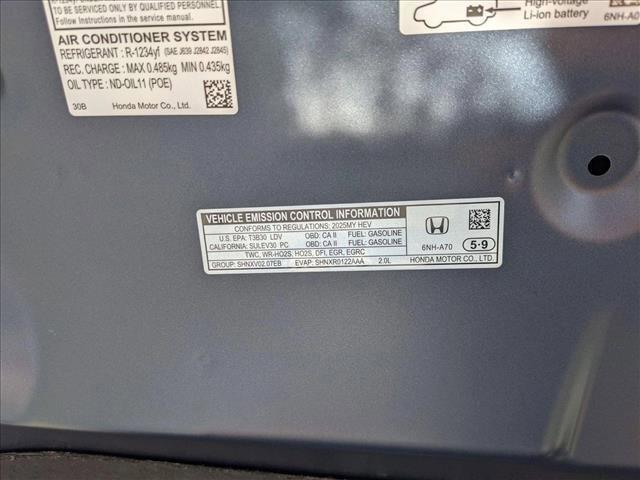 TO BE SERVICED ONLY BY QUALIFIED PERSONNEL.
Follow instructions in the service manual.
AIR CONDITIONER SYSTEM
REFRIGERANT : R-1234yf (SAE J639 J2842 J2845)
REC. CHARGE : MAX 0.485kg MIN 0.435kg
OIL TYPE : ND-OIL11 (POE)
30B Honda Motor Co., Ltd.
High-voltage
Li-ion battery
6NH-A0
VEHICLE EMISSION CONTROL INFORMATION
CONFORMS TO REGULATIONS: 2025MY HEV
U.S. EPA: T3B30 LDV OBD: CA II FUEL: GASOLINE
CALIFORNIA: SULEV30 PC OBD: CA II FUEL: GASOLINE
TWC, WR-HO2S, HO2S, DFI, EGR, EGRC
GROUP: SHNXV02.07EB EVAP: SHNXR0122AAA 2.0L
6NH-A70
5·9
HONDA MOTOR CO., LTD.